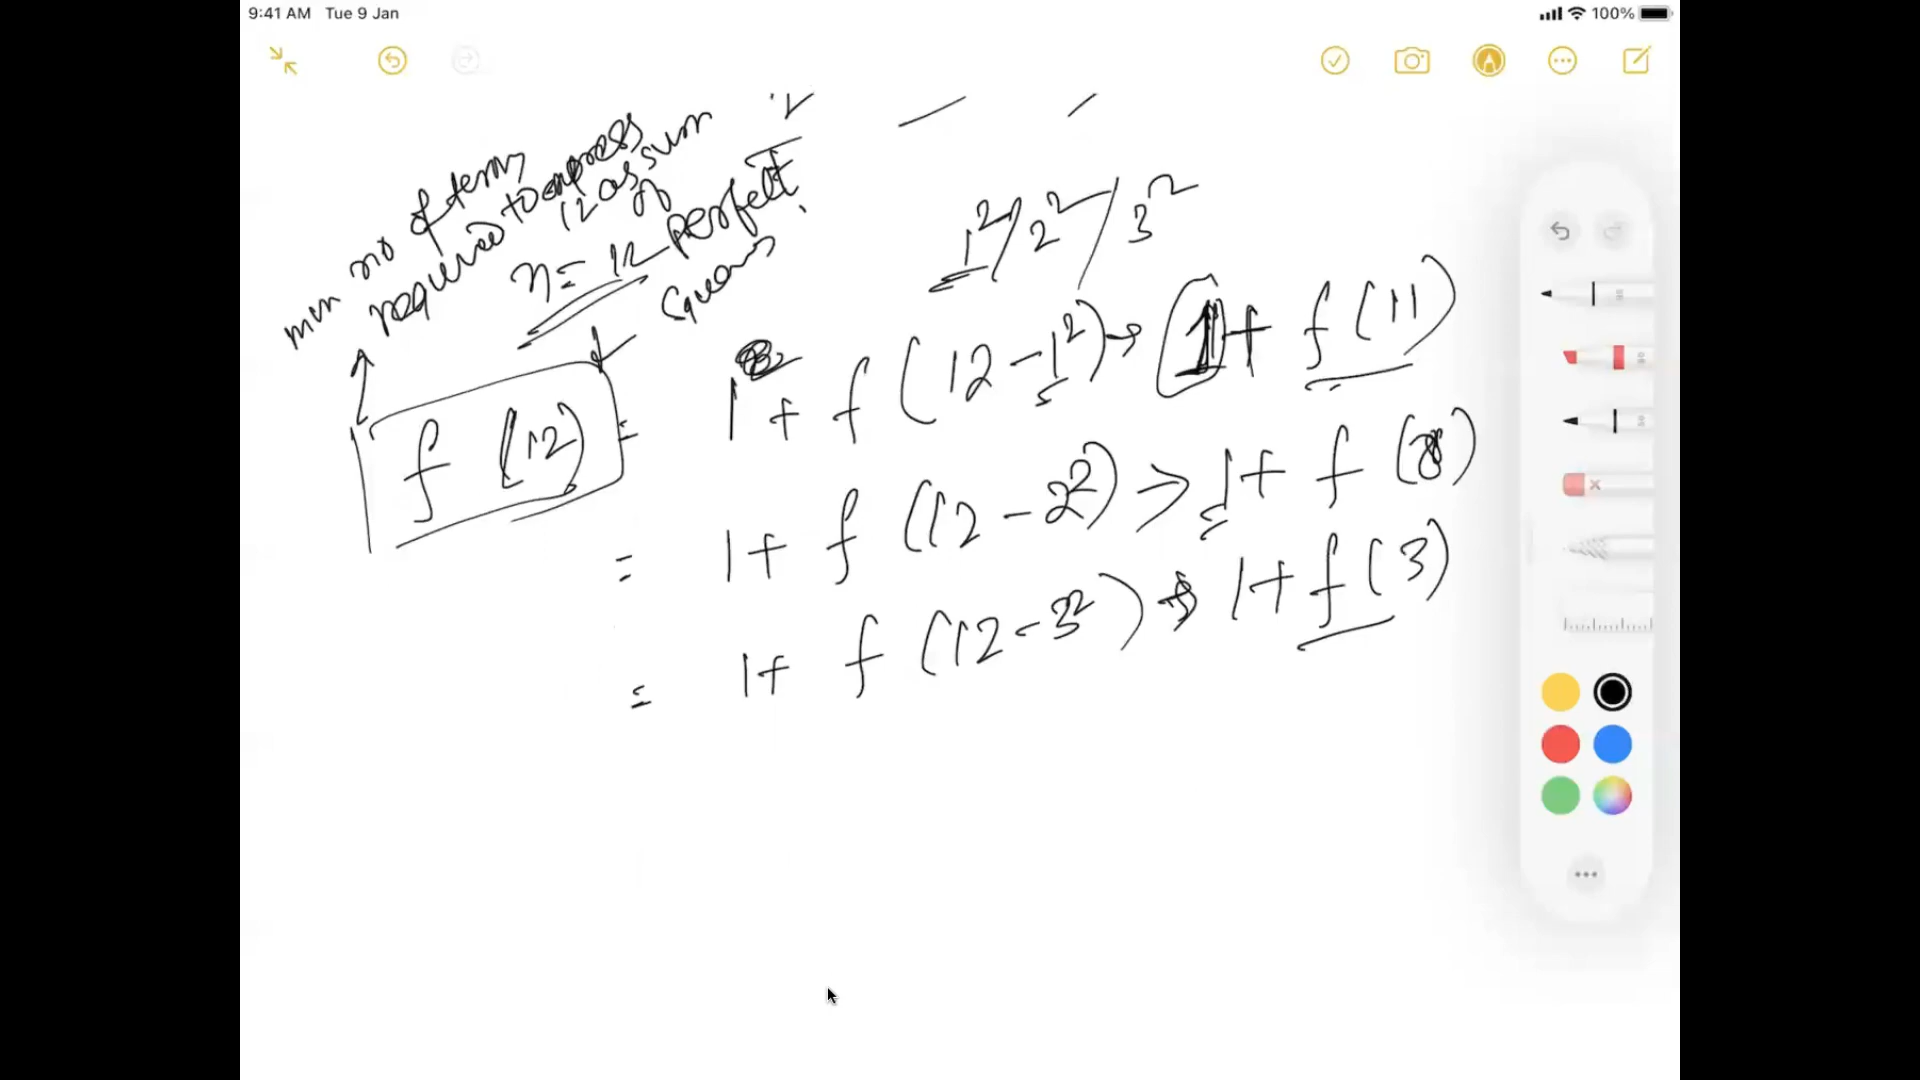 9:41 AM Tue 9 Jan
100%
min no of term
required to express
12 as sum
of
n = 12 perfect
squares
1² / 2² / 3²
f (12) = 1 + f (12 - 1²) → 1 + f (11)
= 1 + f (12 - 2²) → 1 + f (8)
= 1 + f (12 - 3²) → 1 + f (3)